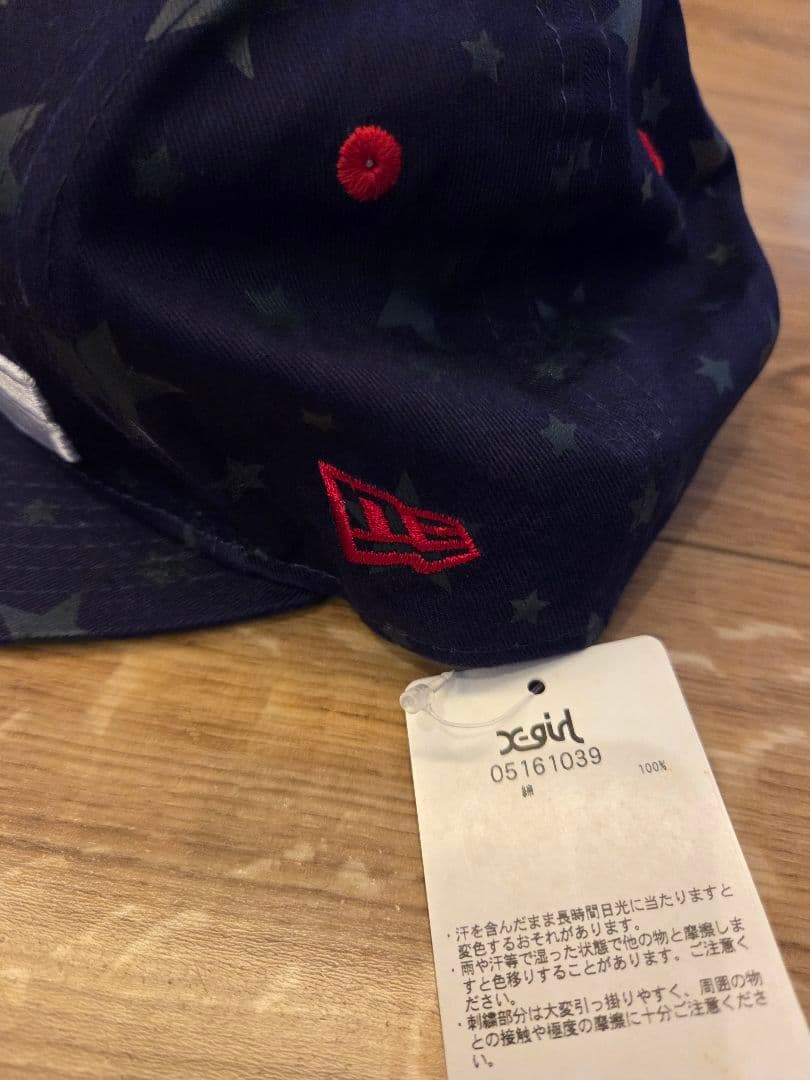 X-girl
05161039
綿 100%
・汗を含んだまま長時間日光に当たりますと
変色するおそれがあります。
・雨や汗等で湿った状態で他の物と摩擦しま
すと色移りすることがあります。ご注意く
ださい。
・刺繍部分は大変引っ掛りやすく、周囲の物
との接触や極度の摩擦に十分ご注意くださ
い。